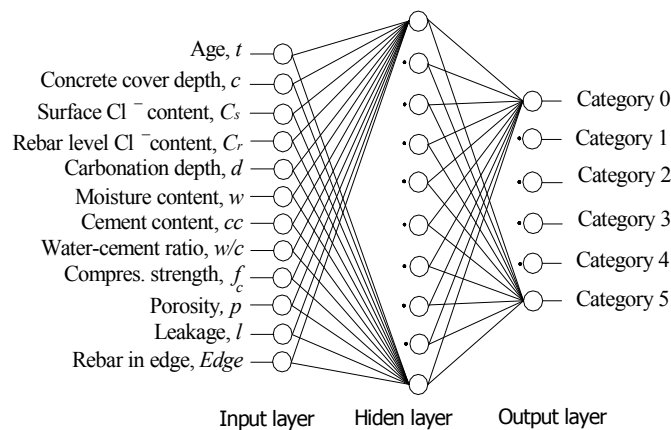 Age, t
Concrete cover depth, c
Surface Cl⁻ content, Cs
Rebar level Cl⁻content, Cr
Carbonation depth, d
Moisture content, w
Cement content, cc
Water-cement ratio, w/c
Compres. strength, fc
Porosity, p
Leakage, l
Rebar in edge, Edge
Category 0
Category 1
Category 2
Category 3
Category 4
Category 5
Input layer
Hiden layer
Output layer